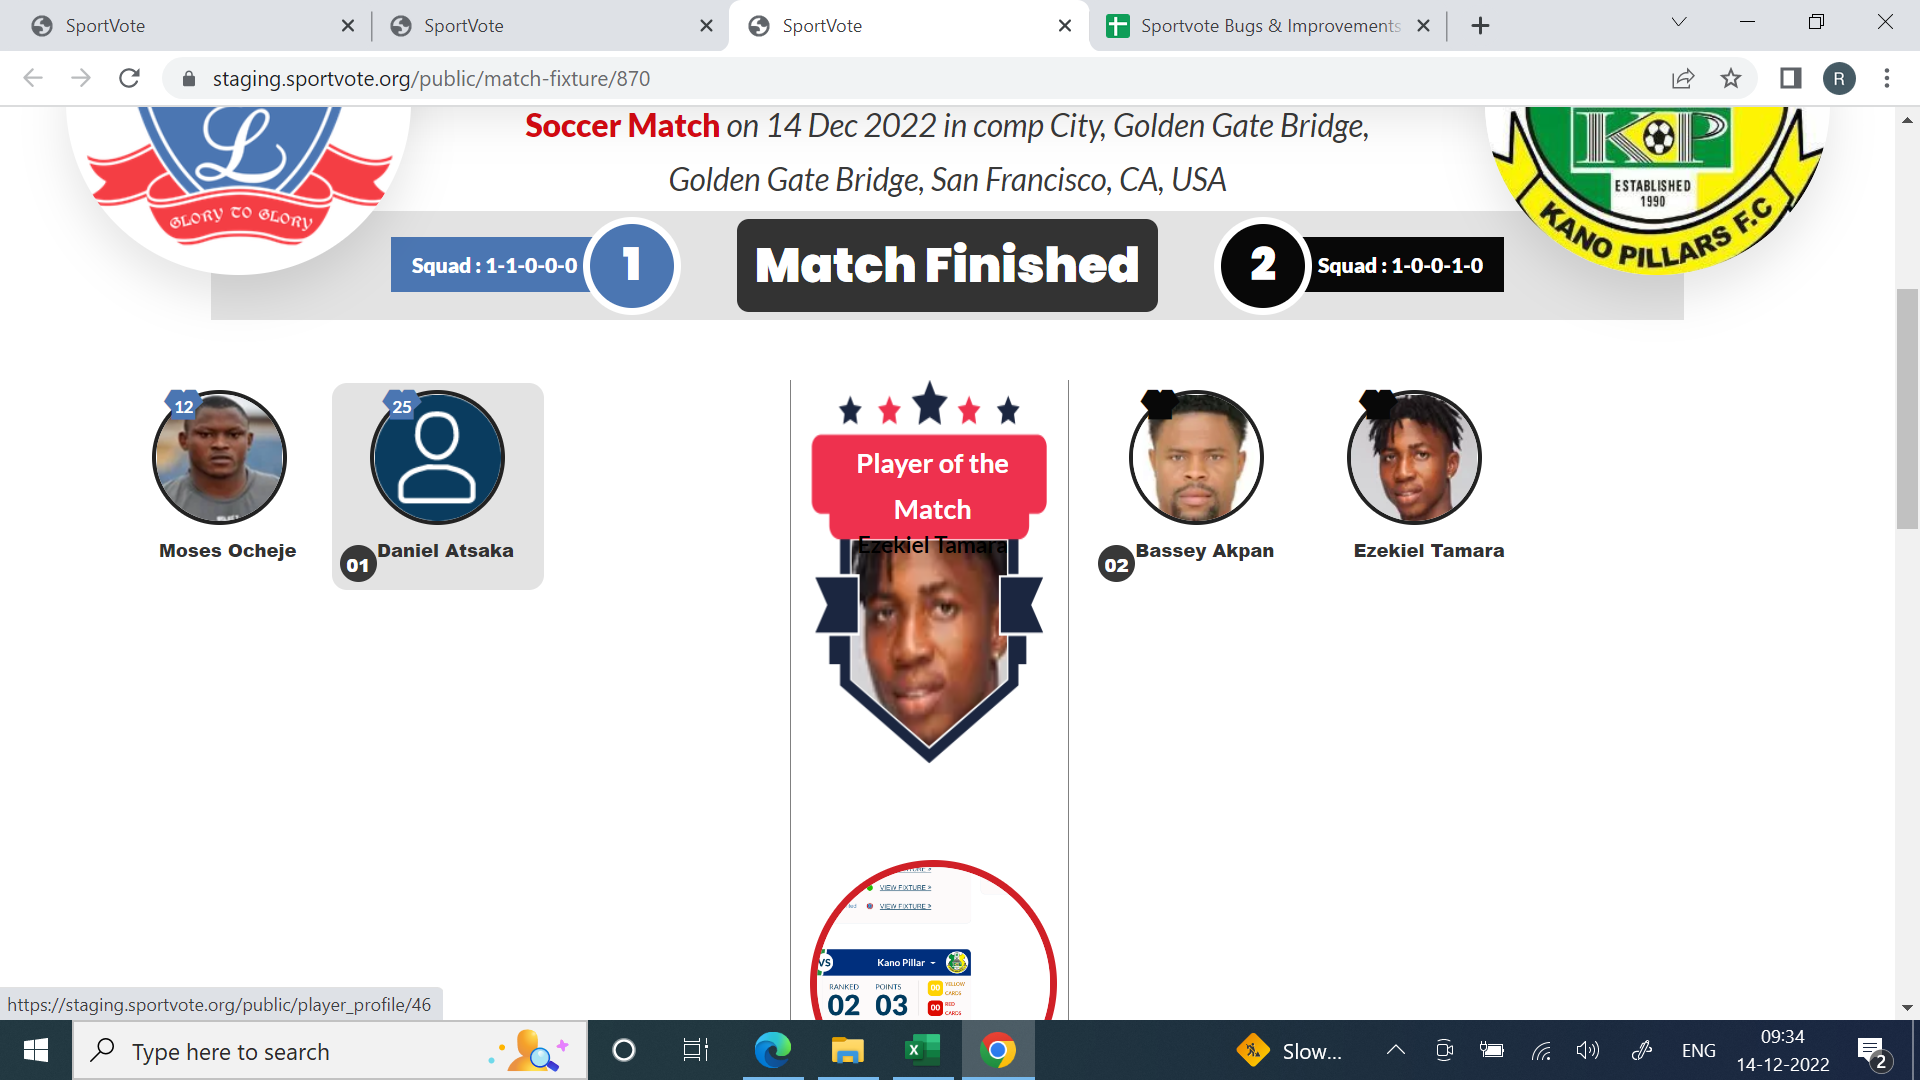 SportVote
SportVote
SportVote
Sportvote Bugs & Improvements
staging.sportvote.org/public/match-fixture/870
R
L
GLORY TO GLORY
Soccer Match on 14 Dec 2022 in comp City, Golden Gate Bridge,
Golden Gate Bridge, San Francisco, CA, USA
KP
ESTABLISHED
1990
KANO PILLARS F.C
Squad : 1-1-0-0-0
1
Match Finished
2
Squad : 1-0-0-1-0
12
25
Player of the
Match
Ezekiel Tamara
Moses Ocheje
01
Daniel Atsaka
02
Bassey Akpan
Ezekiel Tamara
VIEW FIXTURE >
VIEW FIXTURE >
VS
Kano Pillar
RANKED
02
POINTS
03
00
YELLOW
CARDS
00
RED
CARDS
https://staging.sportvote.org/public/player_profile/46
Type here to search
Slow...
ENG
09:34
14-12-2022
2